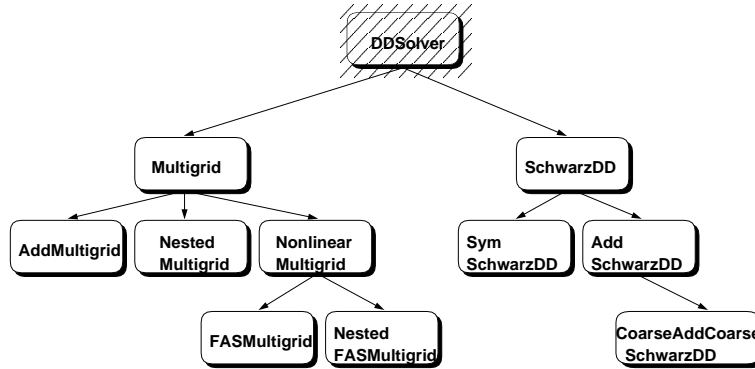 DDSolver
Multigrid
SchwarzDD
AddMultigrid
Nested
Multigrid
Nonlinear
Multigrid
Sym
SchwarzDD
Add
SchwarzDD
FASMultigrid
Nested
FASMultigrid
CoarseAddCoarse
SchwarzDD